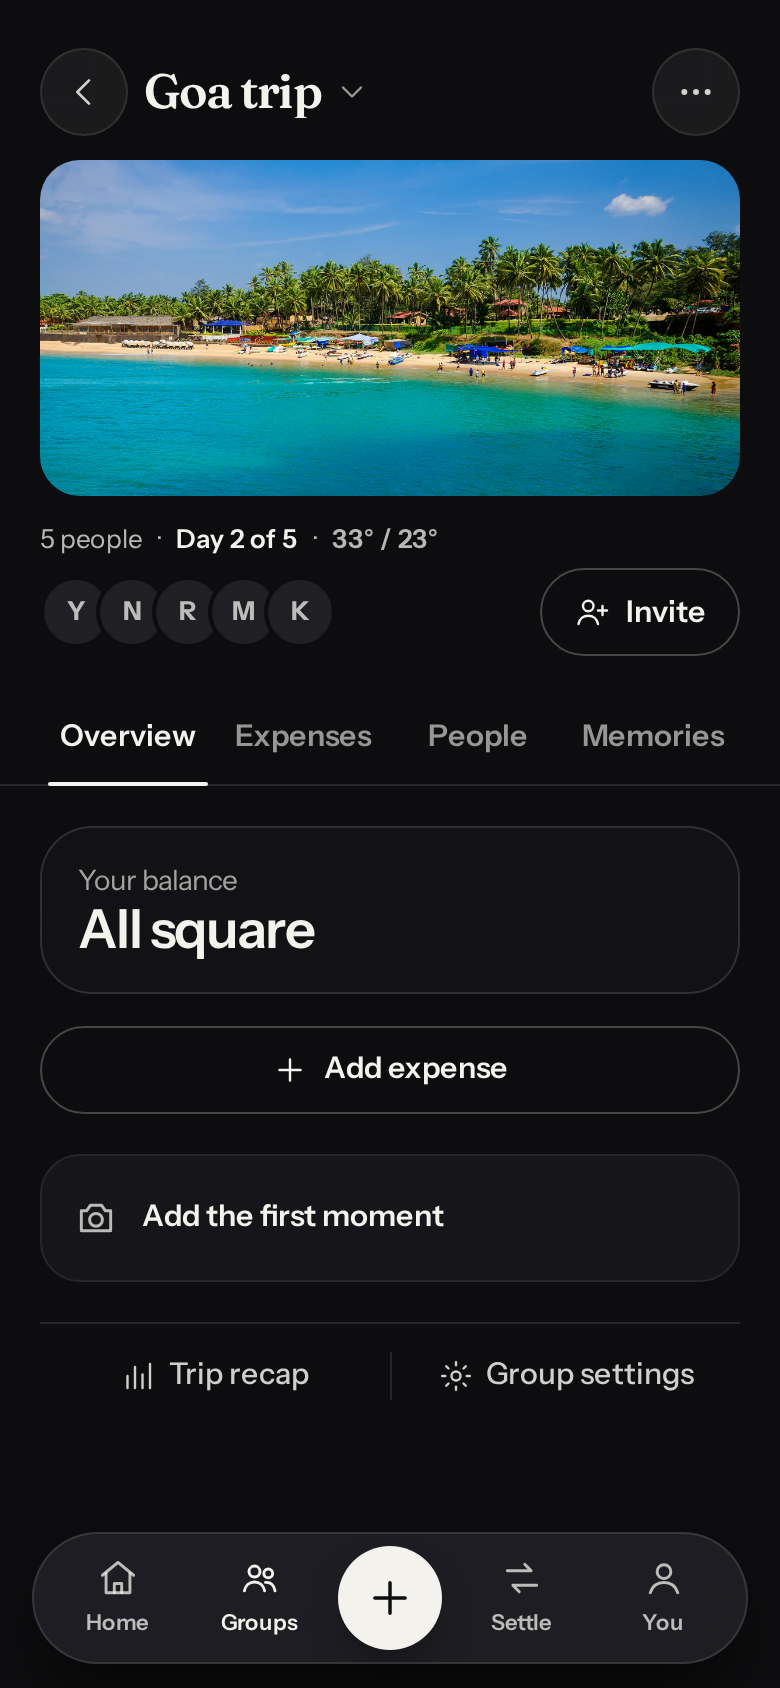 Goa trip
5 people · Day 2 of 5 · 33° / 23°
Y N R M K
Invite
Overview Expenses People Memories
Your balance
All square
Add expense
Add the first moment
Trip recap Group settings
Home Groups Settle You